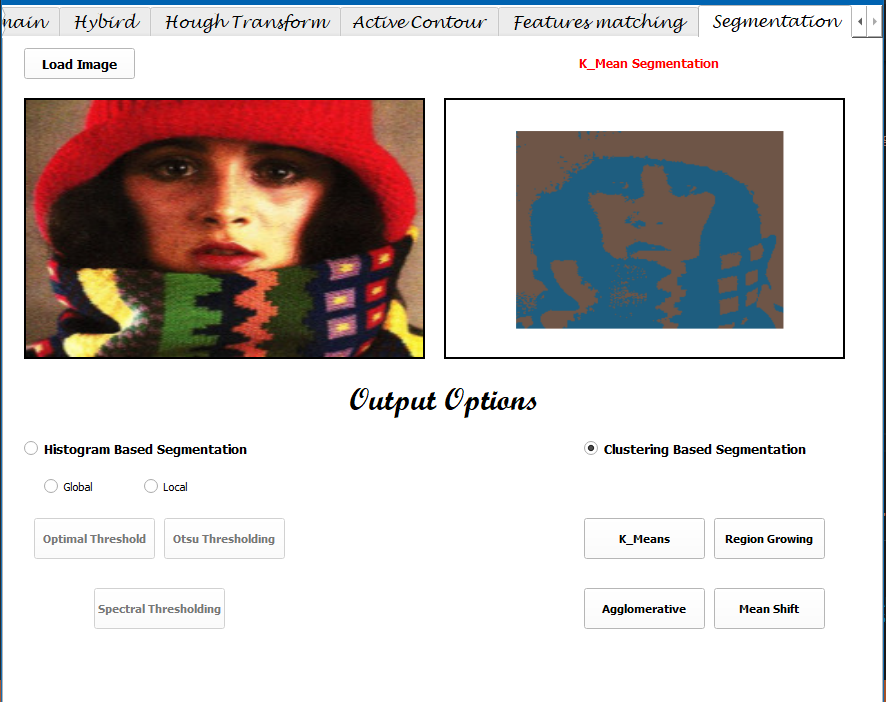 Hybird Hough Transform Active Contour Features matching Segmentation
Load Image
K_Mean Segmentation
Output Options
Histogram Based Segmentation
Clustering Based Segmentation
Global Local
Optimal Threshold Otsu Thresholding
K_Means Region Growing
Spectral Thresholding
Agglomerative Mean Shift